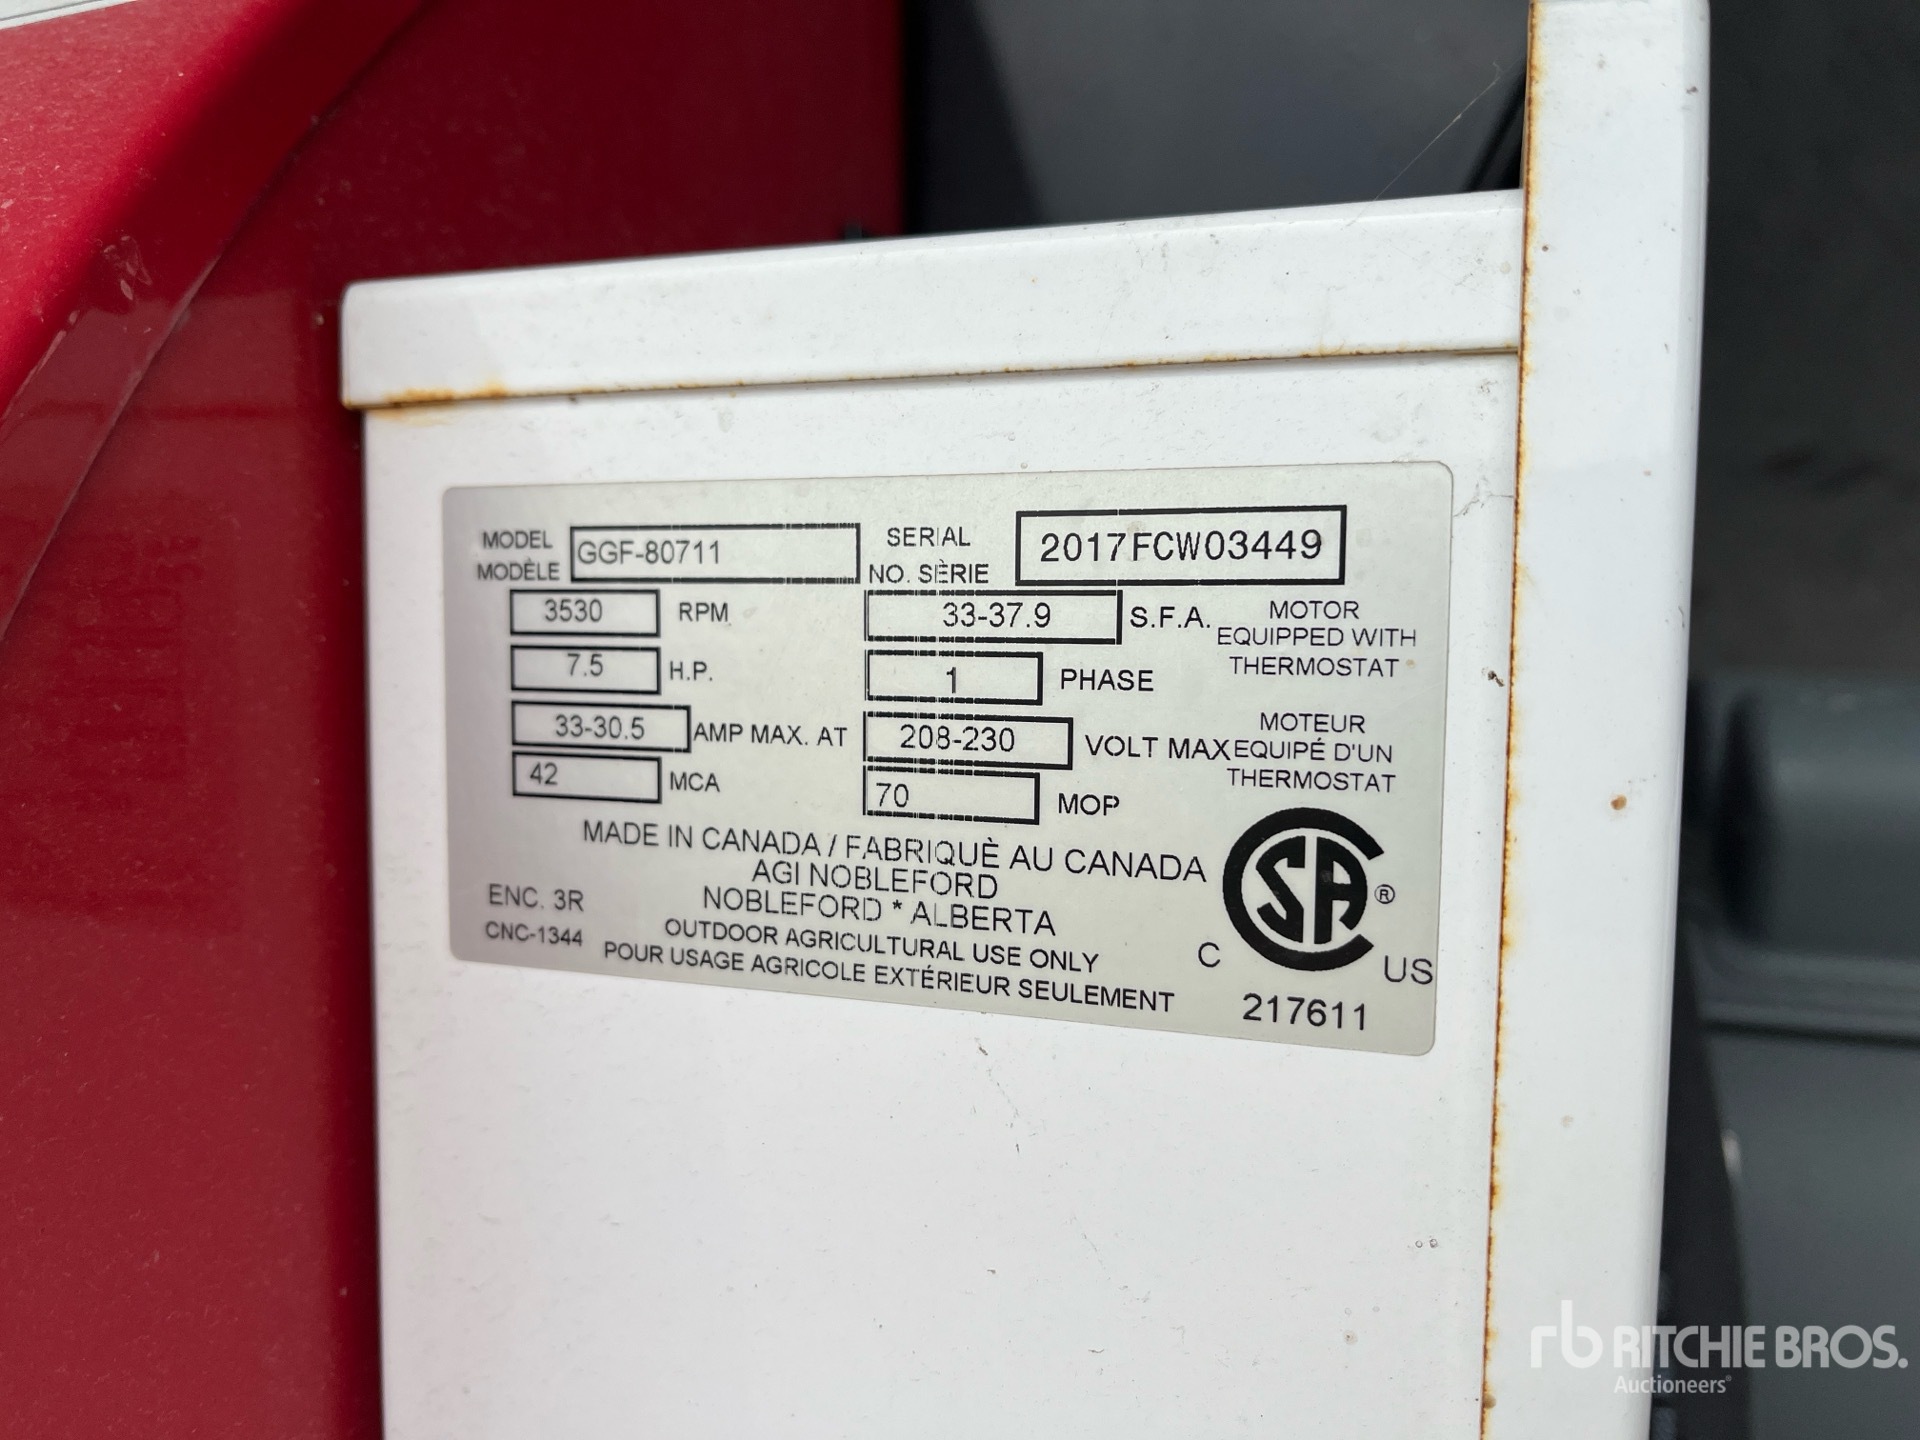 MODEL
MODÈLE
GGF-80711
SERIAL
NO. SÈRIE
2017FCW03449
3530 RPM
33-37.9 S.F.A.
7.5 H.P.
1 PHASE
33-30.5 AMP MAX. AT 208-230 VOLT MAX
42 MCA
70 MOP
MOTOR
EQUIPPED WITH
THERMOSTAT
MOTEUR
EQUIPÉ D'UN
THERMOSTAT
MADE IN CANADA / FABRIQUÈ AU CANADA
AGI NOBLEFORD
NOBLEFORD * ALBERTA
ENC. 3R
CNC-1344
OUTDOOR AGRICULTURAL USE ONLY
POUR USAGE AGRICOLE EXTÉRIEUR SEULEMENT
C SA ® US
217611
rb RITCHIE BROS.
Auctioneers®